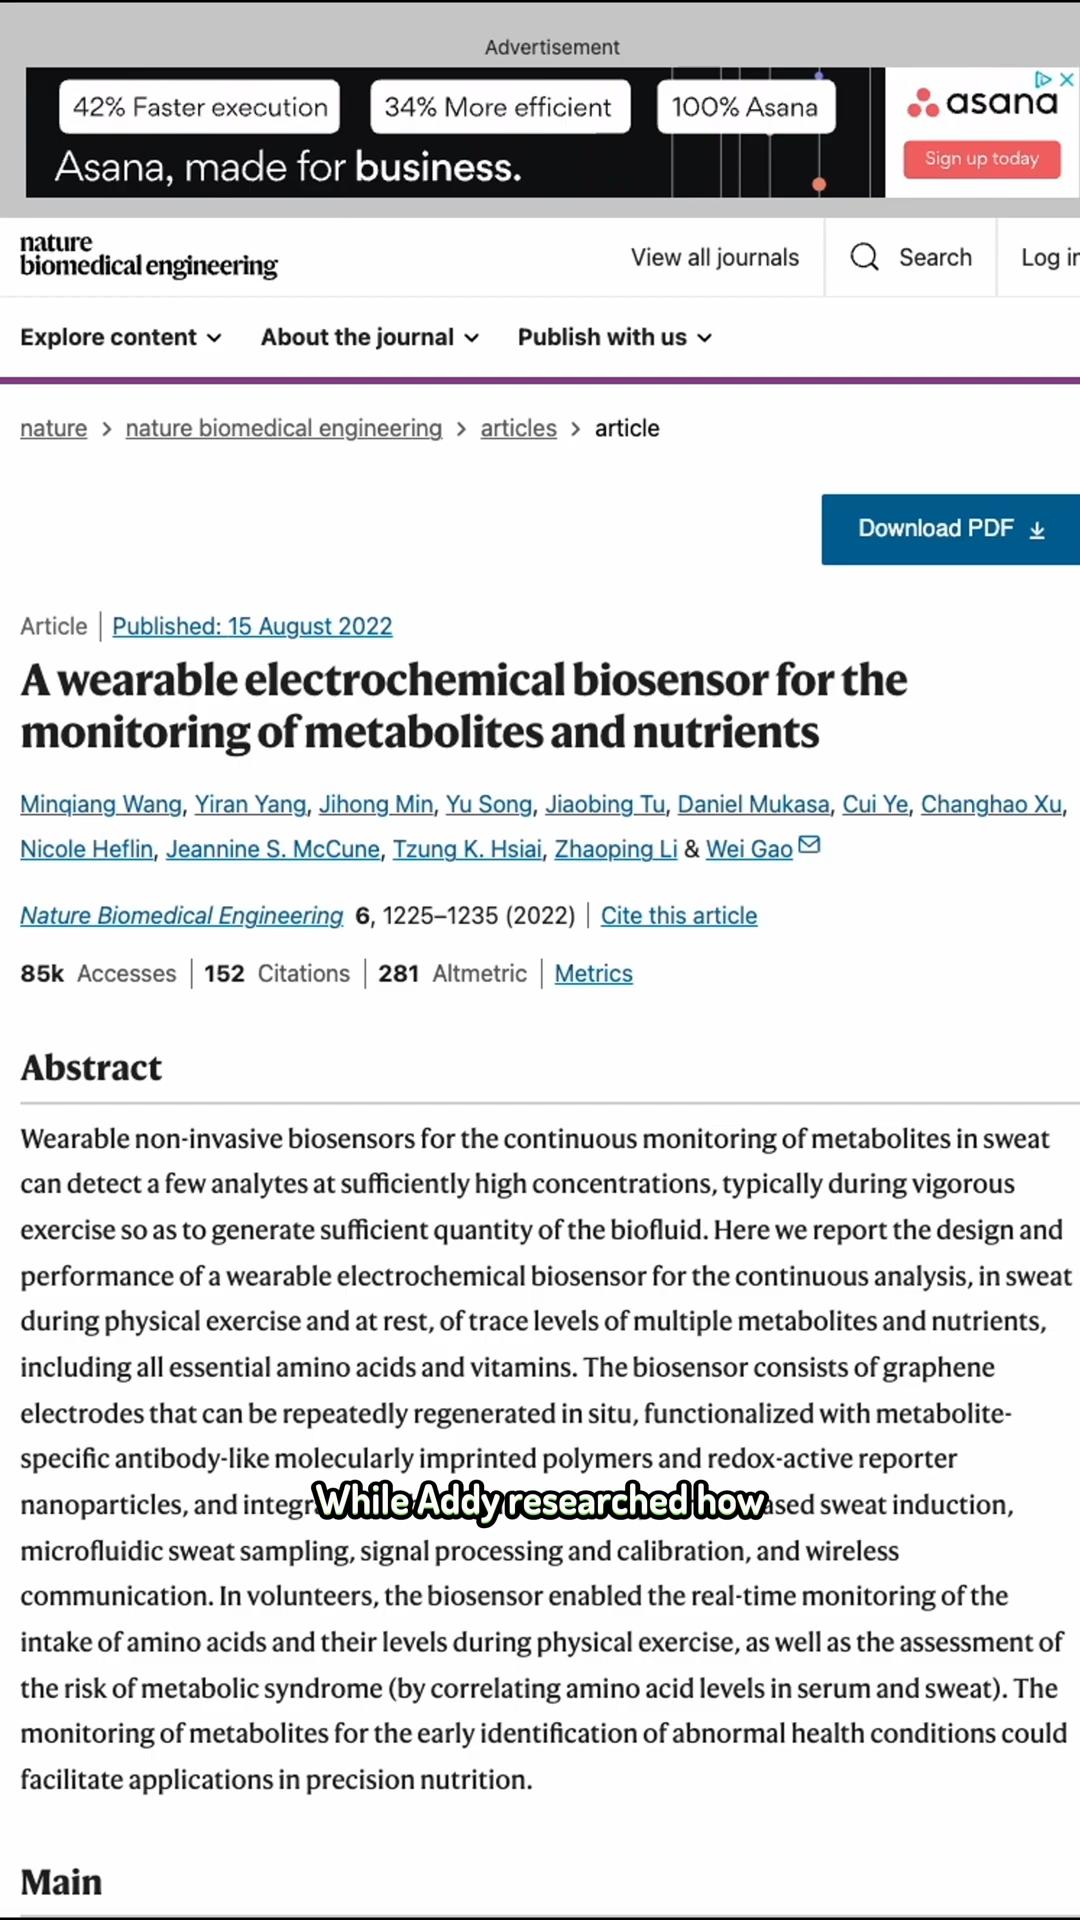 Advertisement
42% Faster execution
34% More efficient
100% Asana
Asana, made for business.
asana
Sign up today
nature
biomedical engineering
View all journals
Search
Log in
Explore content
About the journal
Publish with us
nature > nature biomedical engineering > articles > article
Download PDF
Article | Published: 15 August 2022
A wearable electrochemical biosensor for the
monitoring of metabolites and nutrients
Minqiang Wang, Yiran Yang, Jihong Min, Yu Song, Jiaobing Tu, Daniel Mukasa, Cui Ye, Changhao Xu,
Nicole Heflin, Jeannine S. McCune, Tzung K. Hsiai, Zhaoping Li & Wei Gao
Nature Biomedical Engineering 6, 1225–1235 (2022) | Cite this article
85k Accesses | 152 Citations | 281 Altmetric | Metrics
Abstract
Wearable non-invasive biosensors for the continuous monitoring of metabolites in sweat
can detect a few analytes at sufficiently high concentrations, typically during vigorous
exercise so as to generate sufficient quantity of the biofluid. Here we report the design and
performance of a wearable electrochemical biosensor for the continuous analysis, in sweat
during physical exercise and at rest, of trace levels of multiple metabolites and nutrients,
including all essential amino acids and vitamins. The biosensor consists of graphene
electrodes that can be repeatedly regenerated in situ, functionalized with metabolite-
specific antibody-like molecularly imprinted polymers and redox-active reporter
nanoparticles, and integr
While Addy researched how
ased sweat induction,
microfluidic sweat sampling, signal processing and calibration, and wireless
communication. In volunteers, the biosensor enabled the real-time monitoring of the
intake of amino acids and their levels during physical exercise, as well as the assessment of
the risk of metabolic syndrome (by correlating amino acid levels in serum and sweat). The
monitoring of metabolites for the early identification of abnormal health conditions could
facilitate applications in precision nutrition.
Main